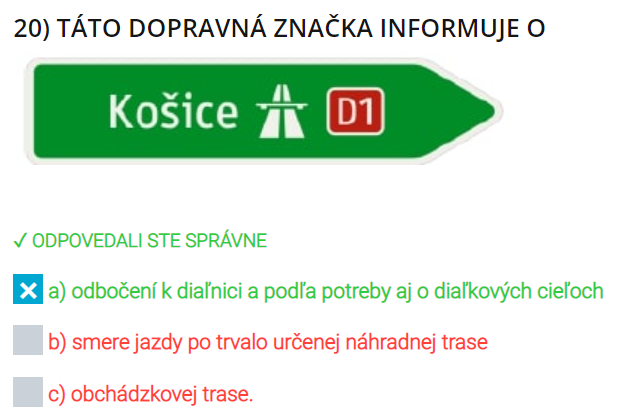 20) TÁTO DOPRAVNÁ ZNAČKA INFORMUJE O
Košice D1
✓ ODPOVEDALI STE SPRÁVNE
a) odbočení k diaľnici a podľa potreby aj o diaľkových cieľoch
b) smere jazdy po trvalo určenej náhradnej trase
c) obchádzkovej trase.